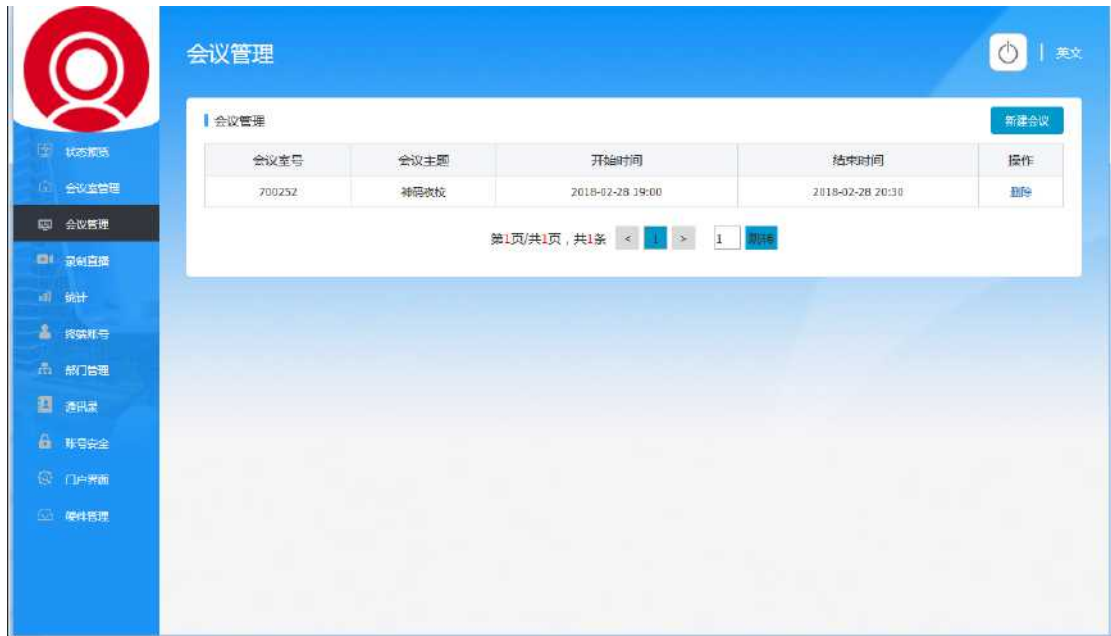 会议管理
英文
会议管理
新建会议
会议室号 会议主题 开始时间 结束时间 操作
700252 神码夜校 2018-02-28 19:00 2018-02-28 20:30 删除
第1页/共1页，共1条 < 1 > 1 跳转
状态预览
会议室管理
会议管理
录制直播
统计
终端账号
部门管理
通讯录
账号安全
门户界面
硬件管理